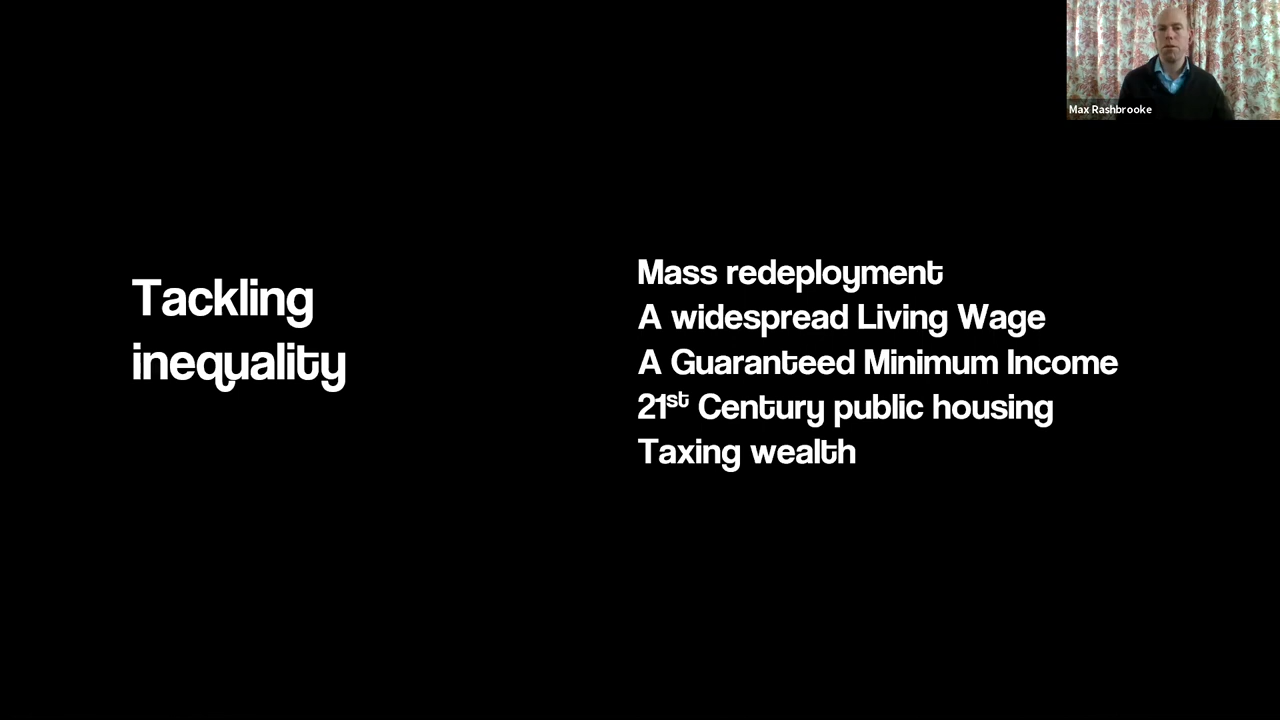 Max Rashbrooke
Tackling
inequality
Mass redeployment
A widespread Living Wage
A Guaranteed Minimum Income
21st Century public housing
Taxing wealth